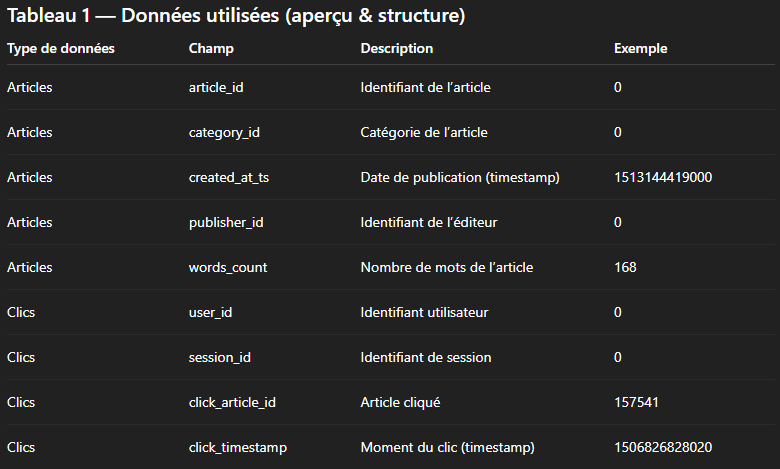 Tableau 1 — Données utilisées (aperçu & structure)
Type de données Champ Description Exemple
Articles article_id Identifiant de l’article 0
Articles category_id Catégorie de l’article 0
Articles created_at_ts Date de publication (timestamp) 1513144419000
Articles publisher_id Identifiant de l’éditeur 0
Articles words_count Nombre de mots de l’article 168
Clics user_id Identifiant utilisateur 0
Clics session_id Identifiant de session 0
Clics click_article_id Article cliqué 157541
Clics click_timestamp Moment du clic (timestamp) 1506826828020